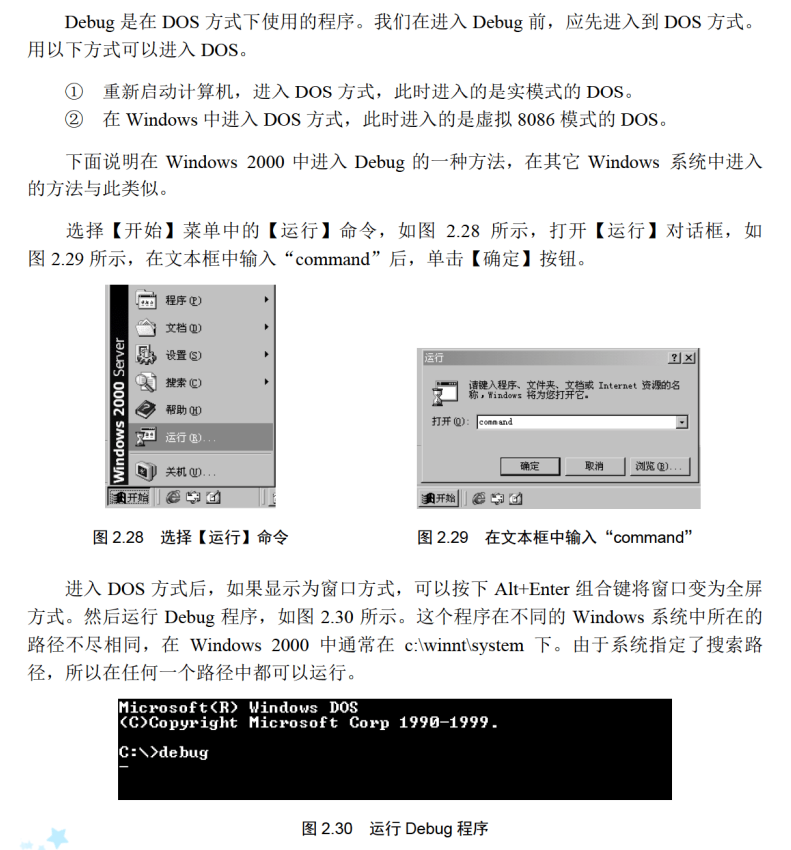 Debug 是在 DOS 方式下使用的程序。我们在进入 Debug 前，应先进入到 DOS 方式。
用以下方式可以进入 DOS。
① 重新启动计算机，进入 DOS 方式，此时进入的是实模式的 DOS。
② 在 Windows 中进入 DOS 方式，此时进入的是虚拟 8086 模式的 DOS。
下面说明在 Windows 2000 中进入 Debug 的一种方法，在其它 Windows 系统中进入
的方法与此类似。
选择【开始】菜单中的【运行】命令，如图 2.28 所示，打开【运行】对话框，如
图 2.29 所示，在文本框中输入“command”后，单击【确定】按钮。
Windows 2000 Server
程序(P)
文档(D)
设置(S)
搜索(C)
帮助(H)
运行(R)...
关机(U)...
开始
运行
请键入程序、文件夹、文档或 Internet 资源的名
称，Windows 将为您打开它。
打开(O): command
确定 取消 浏览(B)...
开始
图 2.28 选择【运行】命令
图 2.29 在文本框中输入“command”
进入 DOS 方式后，如果显示为窗口方式，可以按下 Alt+Enter 组合键将窗口变为全屏
方式。然后运行 Debug 程序，如图 2.30 所示。这个程序在不同的 Windows 系统中所在的
路径不尽相同，在 Windows 2000 中通常在 c:\winnt\system 下。由于系统指定了搜索路
径，所以在任何一个路径中都可以运行。
Microsoft(R) Windows DOS
(C)Copyright Microsoft Corp 1990-1999.
C:\>debug
图 2.30 运行 Debug 程序